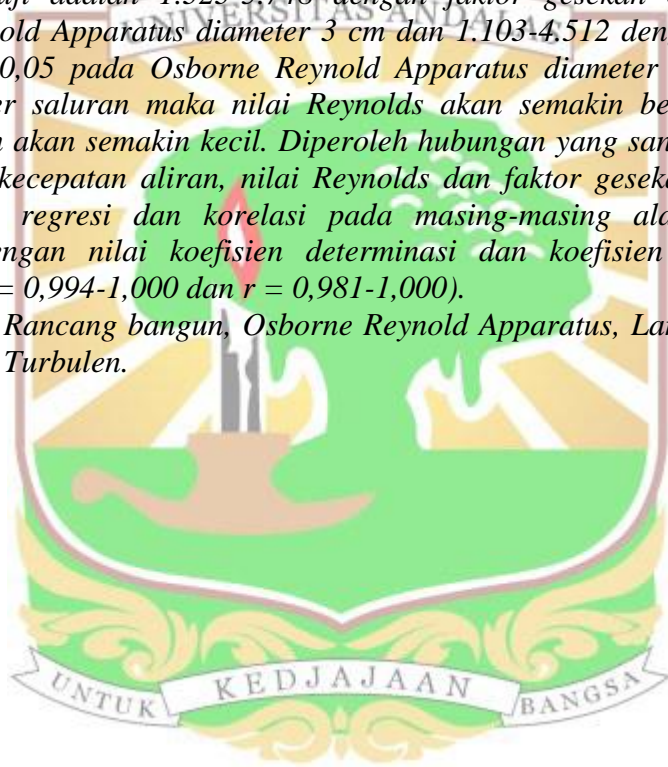 adalah 1.525-3.748 dengan faktor gesekan
UNIVERSITAS ANDALAS
old Apparatus diameter 3 cm dan 1.103-4.512 den
0,05 pada Osborne Reynold Apparatus diameter
er saluran maka nilai Reynolds akan semakin be
n akan semakin kecil. Diperoleh hubungan yang san
kecepatan aliran, nilai Reynolds dan faktor geseka
regresi dan korelasi pada masing-masing ala
engan nilai koefisien determinasi dan koefisien
= 0,994-1,000 dan r = 0,981-1,000).
Rancang bangun, Osborne Reynold Apparatus, La
Turbulen.
UNTUK KEDJAJAAN BANGSA